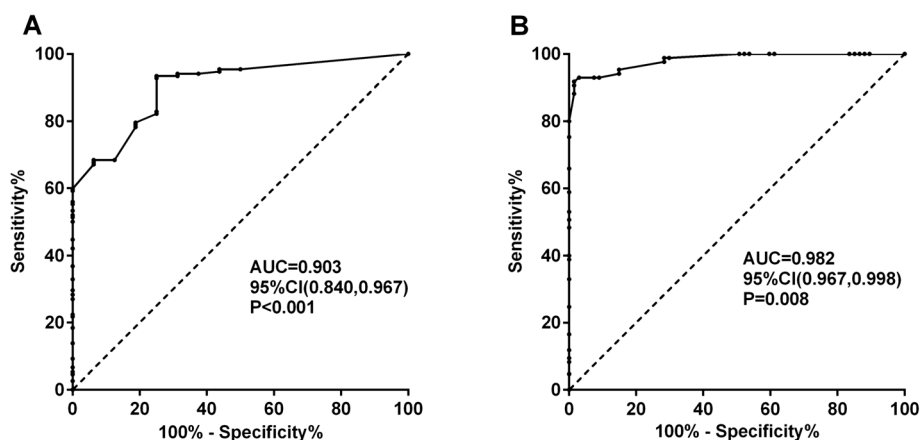 A
100
80
60
40
20
0
Sensitivity%
AUC=0.903
95%CI(0.840,0.967)
P<0.001
0 20 40 60 80 100
100% - Specificity%
B
100
80
60
40
20
0
Sensitivity%
AUC=0.982
95%CI(0.967,0.998)
P=0.008
0 20 40 60 80 100
100% - Specificity%